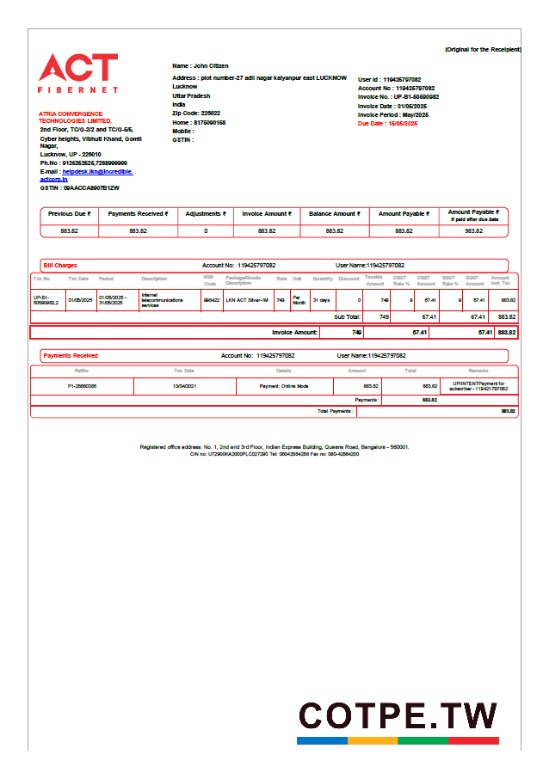 (Original for the Receipient)
ACT
FIBERNET
Name : John Citizen
Address : plot number-27 adil nagar kalyanpur east LUCKNOW
Lucknow
Uttar Pradesh
India
Zip Code: 226022
Home : 8175090158
Mobile :
GSTIN :
User Id : 119425797082
Account No : 119425797082
Invoice No. : UP-B1-50590982
Invoice Date : 01/05/2025
Invoice Period : May/2025
Due Date : 15/05/2025
ATRIA CONVERGENCE
TECHNOLOGIES LIMITED,
2nd Floor, TC/G-2/2 and TC/G-5/5,
Cyber heights, Vibhuti Khand, Gomti
Nagar,
Lucknow, UP - 226010
Ph.No : 9125252525,7288999999
E-mail : helpdesk.lkn@incredible.
actcorp.in
GSTIN : 09AACCA8907B1ZW
Previous Due ₹ Payments Received ₹ Adjustments ₹ Invoice Amount ₹ Balance Amount ₹ Amount Payable ₹ Amount Payable ₹
if paid after due date
883.82 883.82 0 883.82 883.82 883.82 983.82
Bill Charges Account No: 119425797082 User Name:119425797082
Txn No Txn Date Period Description HSN Code Package/Goods Description Rate Unit Quantity Discount Taxable Amount CGST Rate % CGST Amount SGST Rate % SGST Amount Amount Incl. Tax
UP-B1-50590982,2 01/05/2025 01/05/2025 - 31/05/2025 Internet telecommunications services 998422 LKN ACT Silver-1M 749 Per Month 31 days 0 749 9 67.41 9 67.41 883.82
Sub Total: 749 67.41 67.41 883.82
Invoice Amount: 749 67.41 67.41 883.82
Payments Received Account No: 119425797082 User Name:119425797082
RefNo Txn Date Details Amount Total Remarks
13/04/2021 Payment: Online Mode 883.82 883.82 UPIINTENTPayment for subscriber - 119421797082
Payments : 883.82
Total Payments : 883.82
Registered office address: No. 1, 2nd and 3rd Floor, Indian Express Building, Queens Road, Bangalore - 560001.
CIN no: U72900KA2000PLC027290 Tel: 08042884288 Fax no: 080-42884200
COTPE.TW